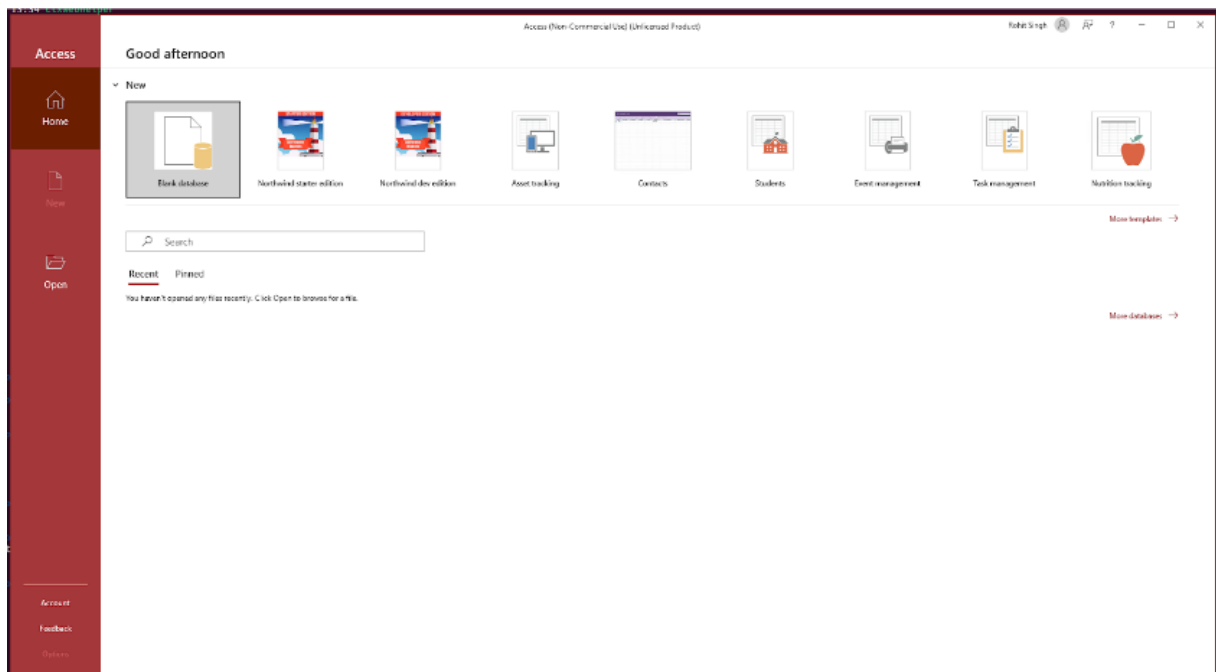 Access (Non-Commercial Use) (Unlicensed Product)
Rohit Singh
?
Access
Good afternoon
New
Home
Blank database
Northwind starter edition
Northwind dev edition
Asset tracking
Contacts
Students
Event management
Task management
Nutrition tracking
New
More templates
Search
Open
Recent
Pinned
You haven't opened any files recently. Click Open to browse for a file.
More databases
Account
Feedback
Options